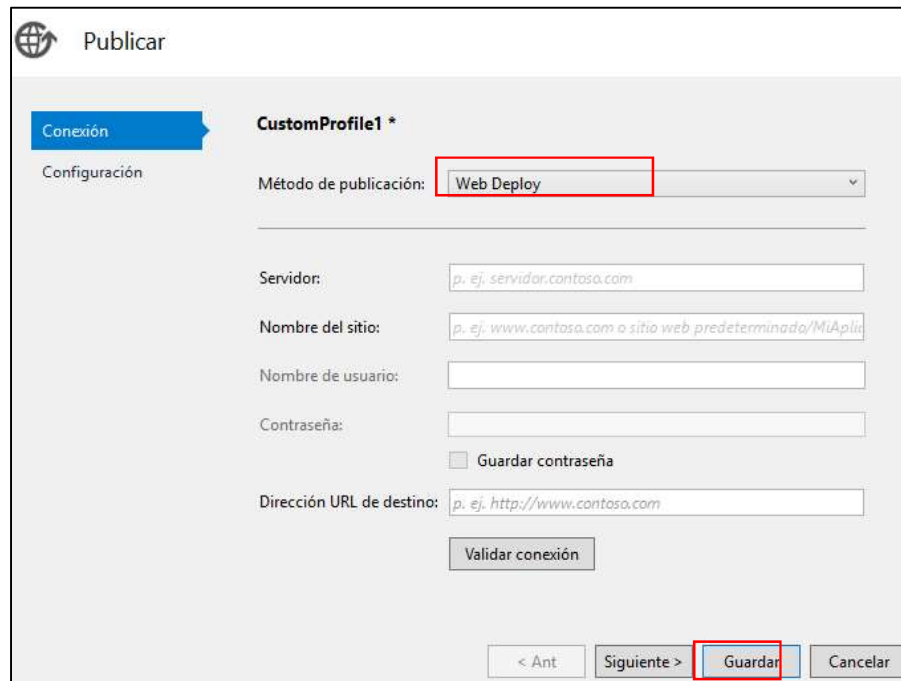 Publicar
Conexión
Configuración
CustomProfile1 *
Método de publicación: Web Deploy
Servidor: p. ej. servidor.contoso.com
Nombre del sitio: p. ej. www.contoso.com o sitio web predeterminado/MiAplic
Nombre de usuario:
Contraseña:
Guardar contraseña
Dirección URL de destino: p. ej. http://www.contoso.com
Validar conexión
< Ant Siguiente > Guardar Cancelar